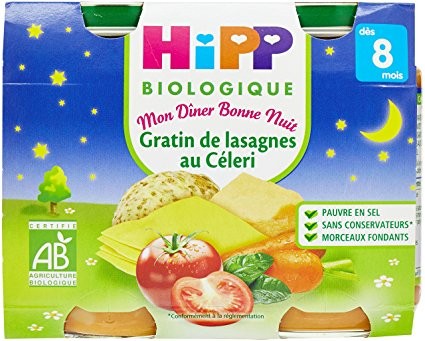 HiPP
BIOLOGIQUE
Mon Dîner Bonne Nuit
Gratin de lasagnes
au Céleri
dès
8
mois
PAUVRE EN SEL
SANS CONSERVATEURS*
MORCEAUX FONDANTS
CERTIFIÉ
AB
AGRICULTURE
BIOLOGIQUE
*Conformément à la réglementation.